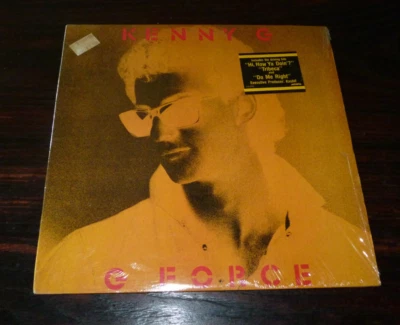 KENNY G
"Hi, How Ya Doin'?"
"Tribeca"
"Do Me Right"
G FORCE